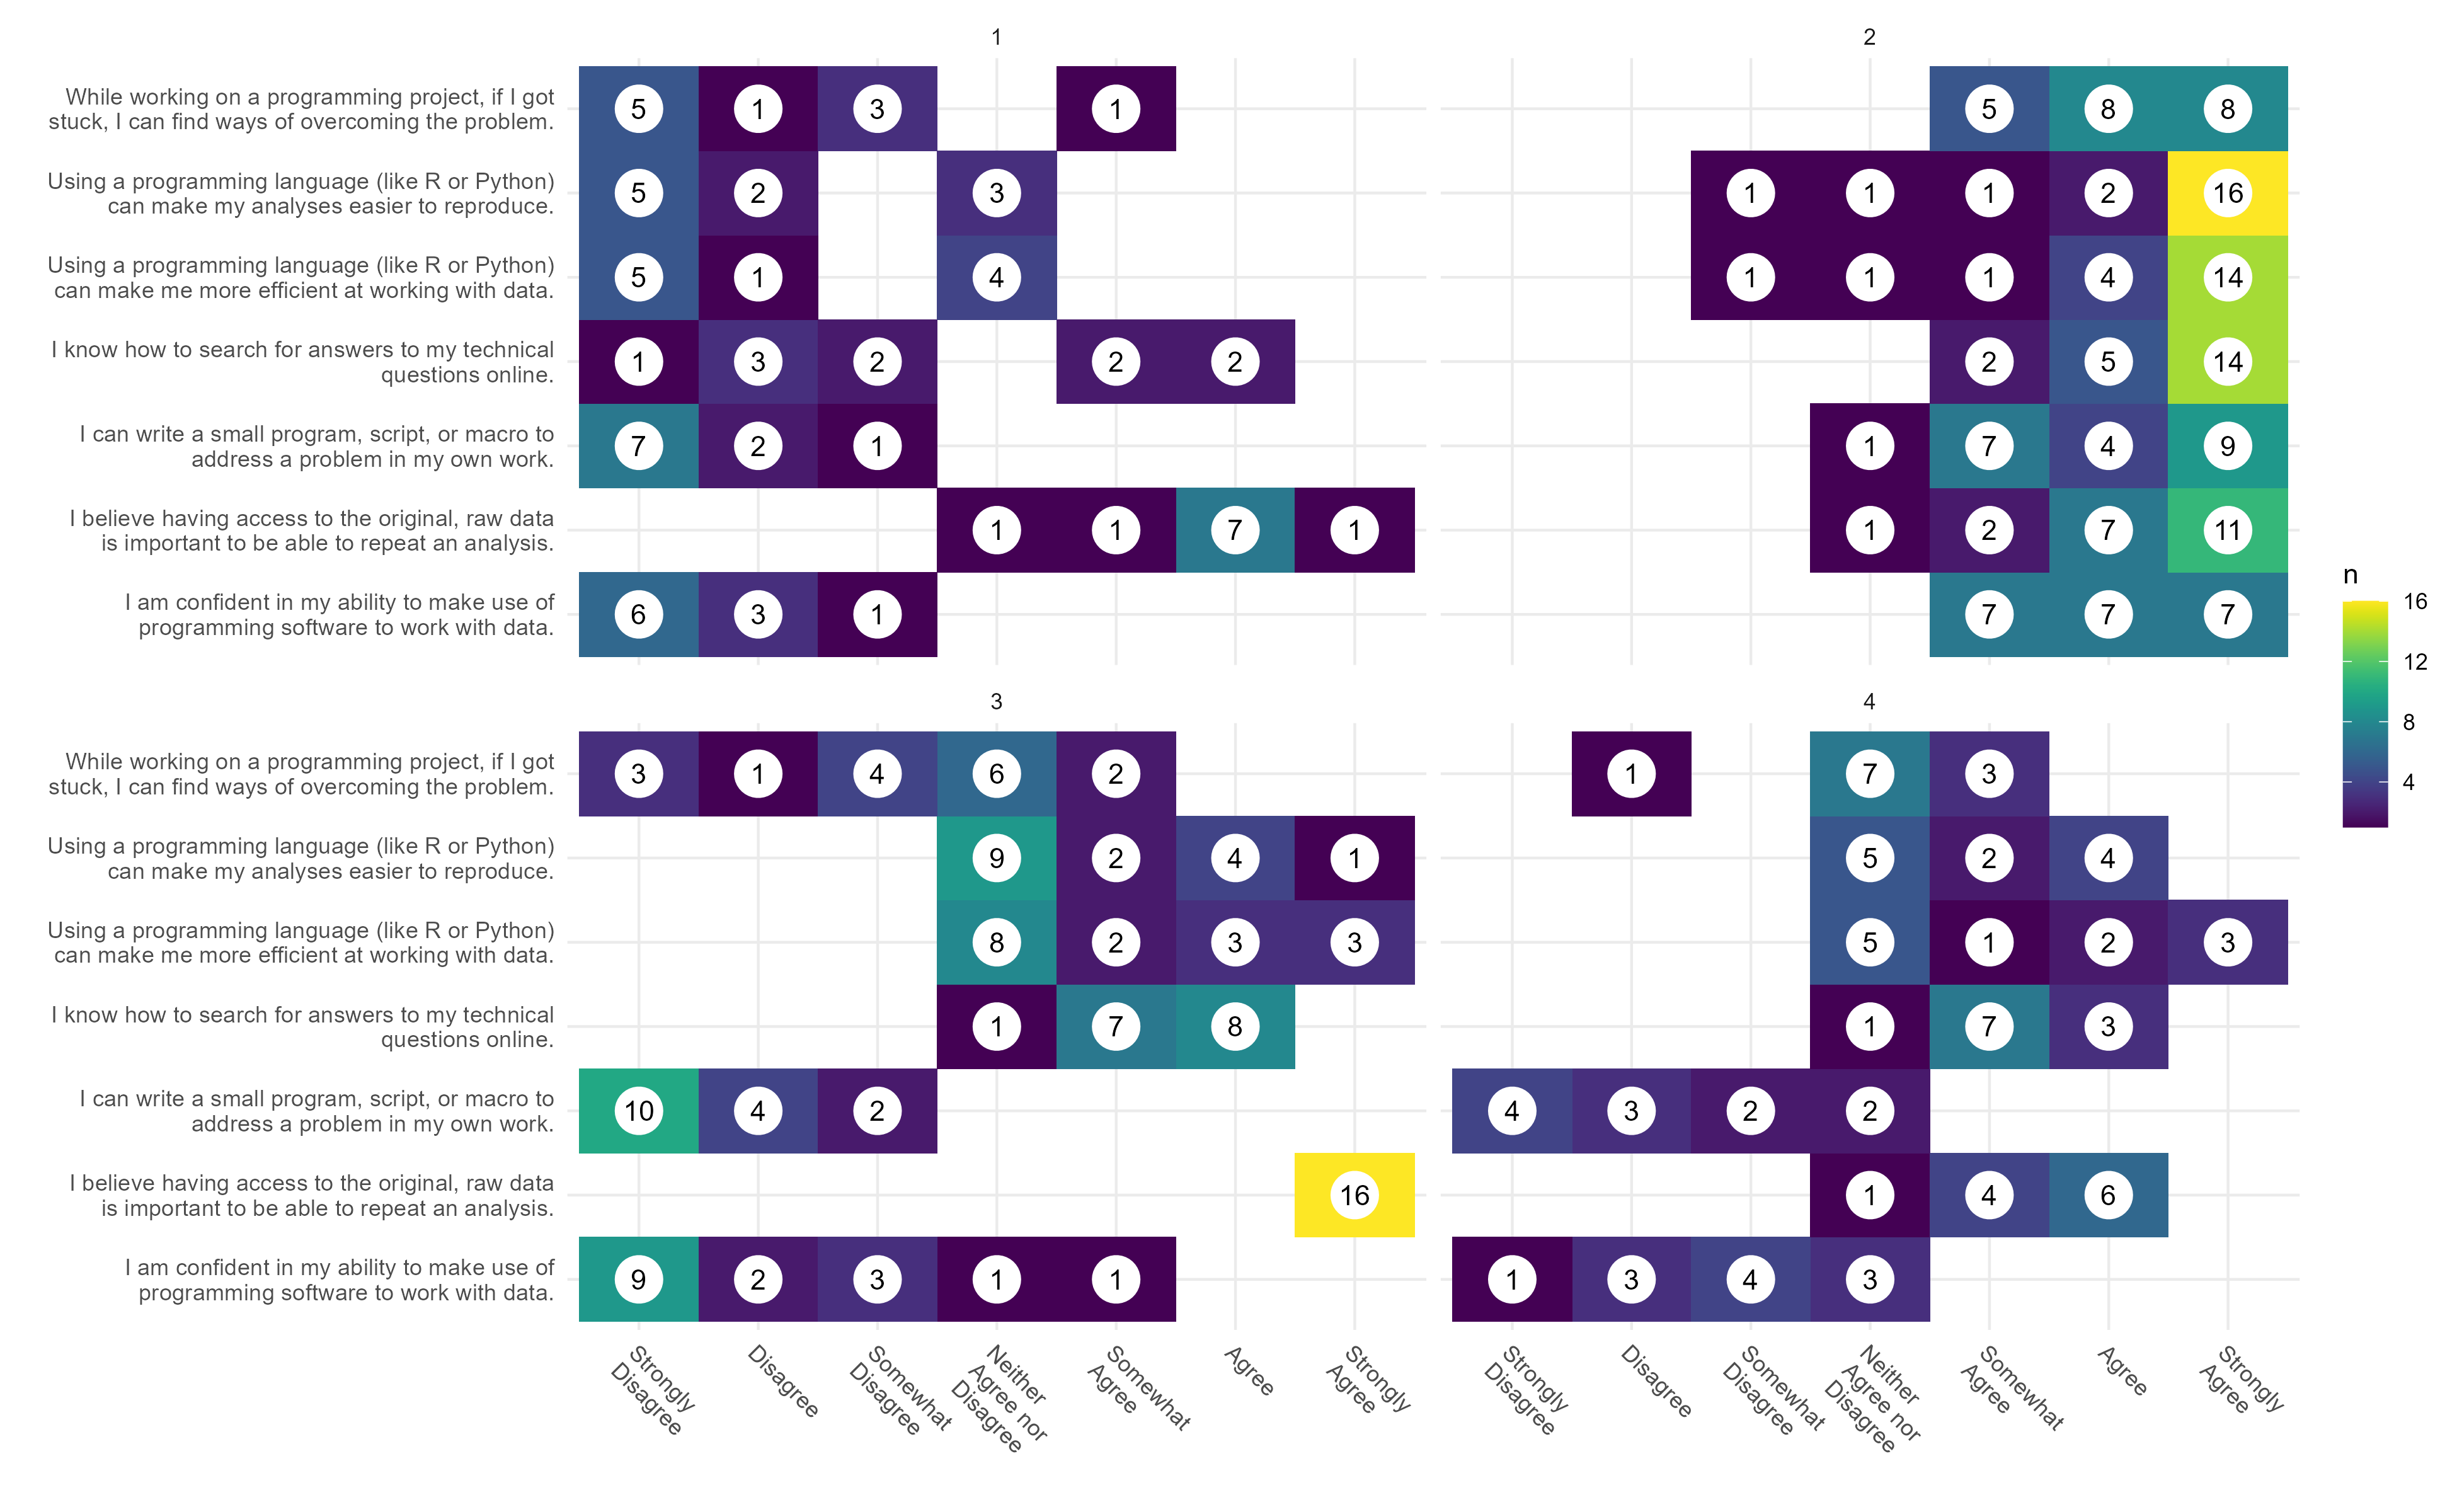 1
2
While working on a programming project, if I got
stuck, I can find ways of overcoming the problem.
5 1 3 1 5 8 8
Using a programming language (like R or Python)
can make my analyses easier to reproduce.
5 2 3 1 1 1 2 16
Using a programming language (like R or Python)
can make me more efficient at working with data.
5 1 4 1 1 1 4 14
I know how to search for answers to my technical
questions online.
1 3 2 2 2 2 5 14
I can write a small program, script, or macro to
address a problem in my own work.
7 2 1 1 7 4 9
I believe having access to the original, raw data
is important to be able to repeat an analysis.
1 1 7 1 1 2 7 11
I am confident in my ability to make use of
programming software to work with data.
6 3 1 7 7 7
n
16
12
8
4
3
4
While working on a programming project, if I got
stuck, I can find ways of overcoming the problem.
3 1 4 6 2 1 7 3
Using a programming language (like R or Python)
can make my analyses easier to reproduce.
9 2 4 1 5 2 4
Using a programming language (like R or Python)
can make me more efficient at working with data.
8 2 3 3 5 1 2 3
I know how to search for answers to my technical
questions online.
1 7 8 1 7 3
I can write a small program, script, or macro to
address a problem in my own work.
10 4 2 4 3 2 2
I believe having access to the original, raw data
is important to be able to repeat an analysis.
16 1 4 6
I am confident in my ability to make use of
programming software to work with data.
9 2 3 1 1 1 3 4 3
Strongly
Disagree
Disagree
Somewhat
Disagree
Neither
Agree nor
Disagree
Somewhat
Agree
Agree
Strongly
Agree
Strongly
Disagree
Disagree
Somewhat
Disagree
Neither
Agree nor
Disagree
Somewhat
Agree
Agree
Strongly
Agree